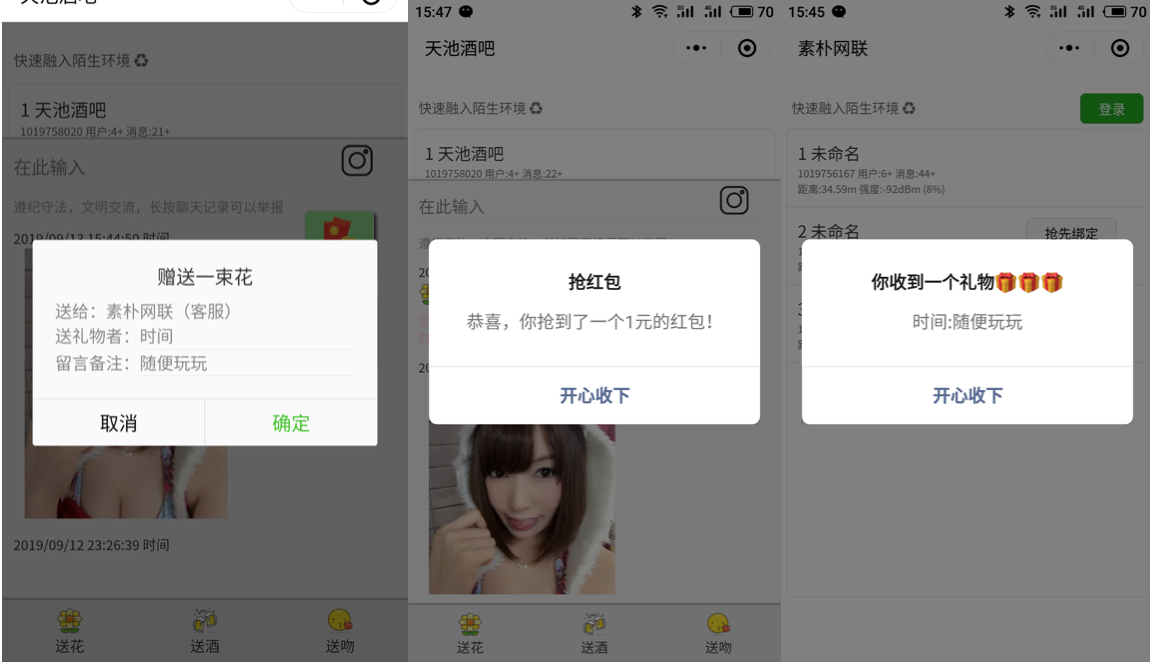 快速融入陌生环境
1 天池酒吧
1019758020 用户:4+ 消息:21+
在此输入
遵纪守法，文明交流，长按聊天记录可以举报
2019/09/13 15:44:50 时间
赠送一束花
送给：素朴网联（客服）
送礼物者：时间
留言备注：随便玩玩
取消
确定
2019/09/12 23:26:39 时间
送花
送酒
送吻
15:47
70
天池酒吧
快速融入陌生环境
1 天池酒吧
1019758020 用户:4+ 消息:22+
在此输入
抢红包
恭喜，你抢到了一个1元的红包！
开心收下
送花
送酒
送吻
15:45
70
素朴网联
快速融入陌生环境
登录
1 未命名
1019756167 用户:6+ 消息:44+
距离:34.59m 强度:-92dBm (8%)
2 未命名
抢先绑定
你收到一个礼物
时间:随便玩玩
开心收下